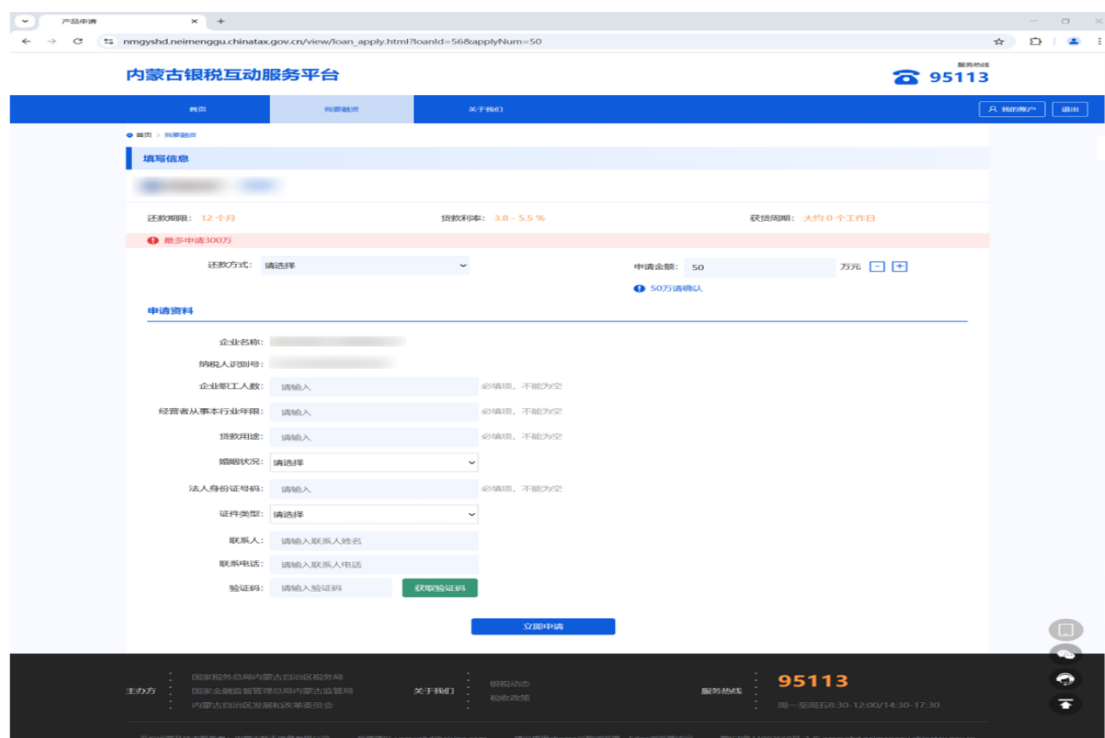 产品申请
nmgyshd.neimenggu.chinatax.gov.cn/view/loan_apply.html?loanId=56&applyNum=50
内蒙古银税互动服务平台
服务热线
95113
首页 我要融资 关于我们 我的账户 退出
首页 > 我要融资
填写信息
还款期限: 12 个月 贷款利率: 3.8 - 5.5 % 获贷周期: 大约 0 个工作日
最多申请300万
还款方式: 请选择 申请金额: 50 万元 - +
50万请确认
申请资料
企业名称:
纳税人识别号:
企业职工人数: 请输入 必填项，不能为空
经营者从事本行业年限: 请输入 必填项，不能为空
贷款用途: 请输入 必填项，不能为空
婚姻状况: 请选择
法人身份证号码: 请输入 必填项，不能为空
证件类型: 请选择
联系人: 请输入联系人姓名
联系电话: 请输入联系人电话
验证码: 请输入验证码 获取验证码
立即申请
主办方
国家税务总局内蒙古自治区税务局
国家金融监督管理总局内蒙古监管局
内蒙古自治区发展和改革委员会
关于我们
银税动态
税收政策
服务热线
95113
周一至周五8:30-12:00/14:30-17:30